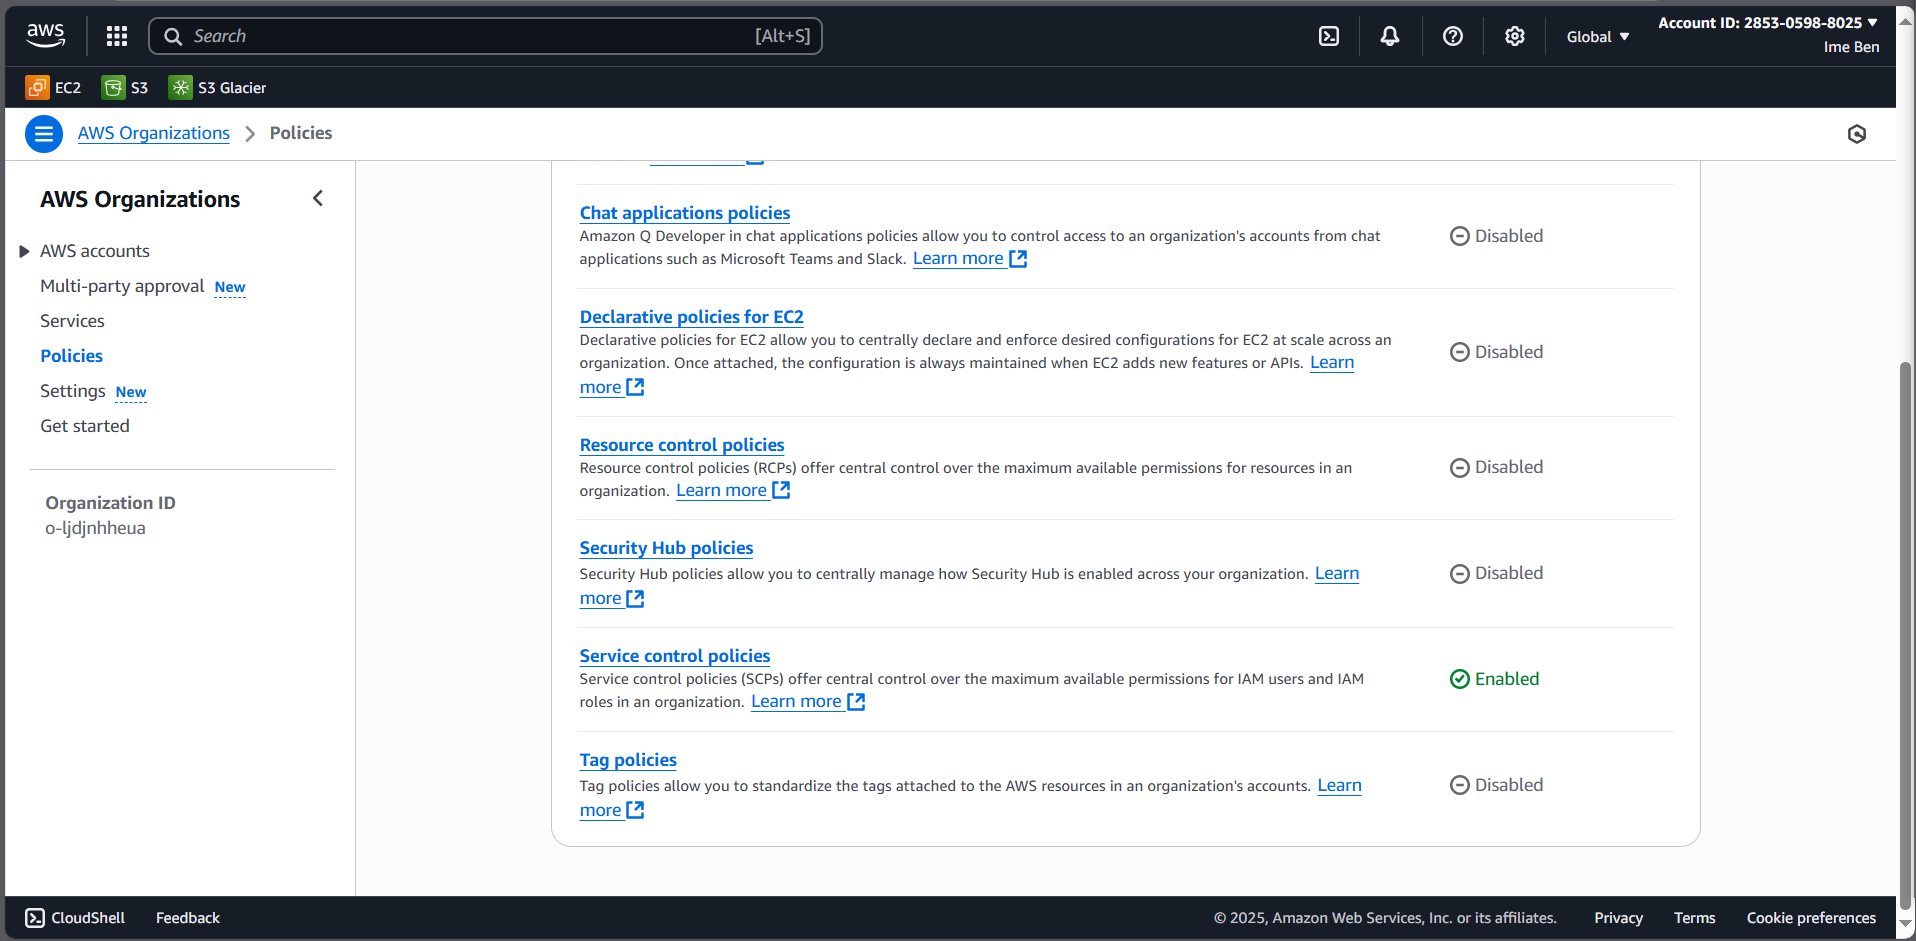 aws
Search
[Alt+S]
Global
Account ID: 2853-0598-8025
Ime Ben
EC2
S3
S3 Glacier
AWS Organizations
Policies
AWS Organizations
AWS accounts
Multi-party approval New
Services
Policies
Settings New
Get started
Organization ID
Chat applications policies
Amazon Q Developer in chat applications policies allow you to control access to an organization's accounts from chat
applications such as Microsoft Teams and Slack. Learn more
Disabled
Declarative policies for EC2
Declarative policies for EC2 allow you to centrally declare and enforce desired configurations for EC2 at scale across an
organization. Once attached, the configuration is always maintained when EC2 adds new features or APIs. Learn
more
Disabled
Resource control policies
Resource control policies (RCPs) offer central control over the maximum available permissions for resources in an
organization. Learn more
Disabled
Security Hub policies
Security Hub policies allow you to centrally manage how Security Hub is enabled across your organization. Learn
more
Disabled
Service control policies
Service control policies (SCPs) offer central control over the maximum available permissions for IAM users and IAM
roles in an organization. Learn more
Enabled
Tag policies
Tag policies allow you to standardize the tags attached to the AWS resources in an organization's accounts. Learn
more
Disabled
CloudShell
Feedback
© 2025, Amazon Web Services, Inc. or its affiliates.
Privacy
Terms
Cookie preferences